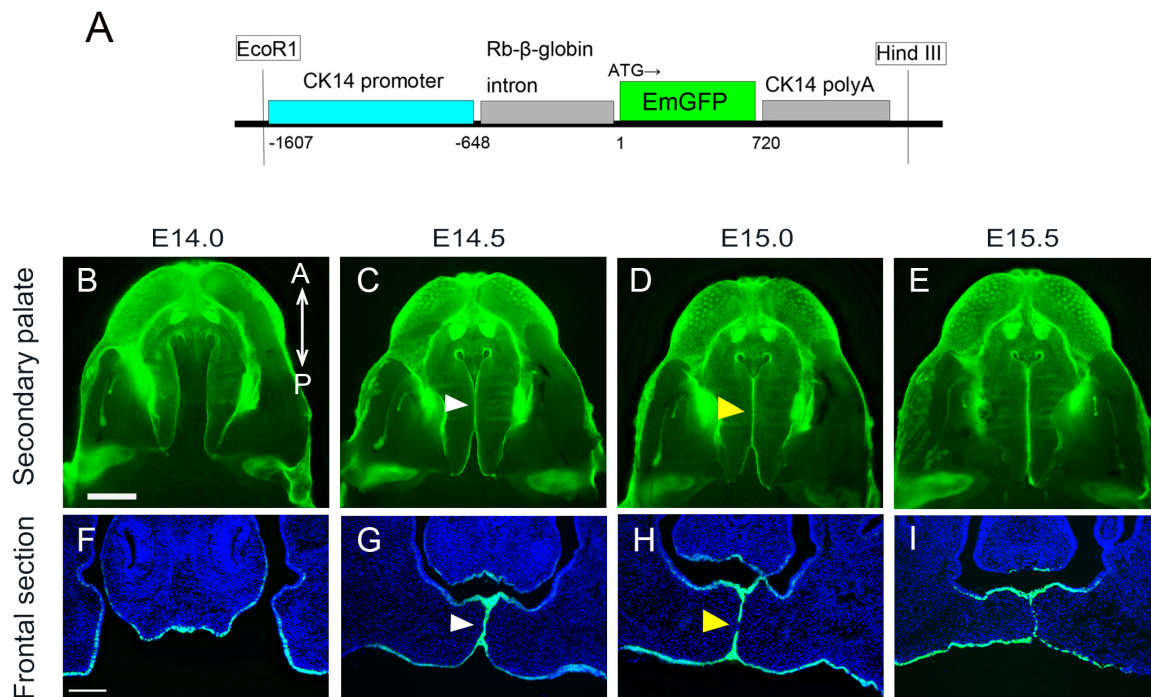 A
EcoR1
Rb-β-globin
Hind III
CK14 promoter
intron
ATG→
EmGFP
CK14 polyA
-1607
-648
1
720
E14.0
E14.5
E15.0
E15.5
Secondary palate
B
A
P
C
D
E
Frontal section
F
G
H
I